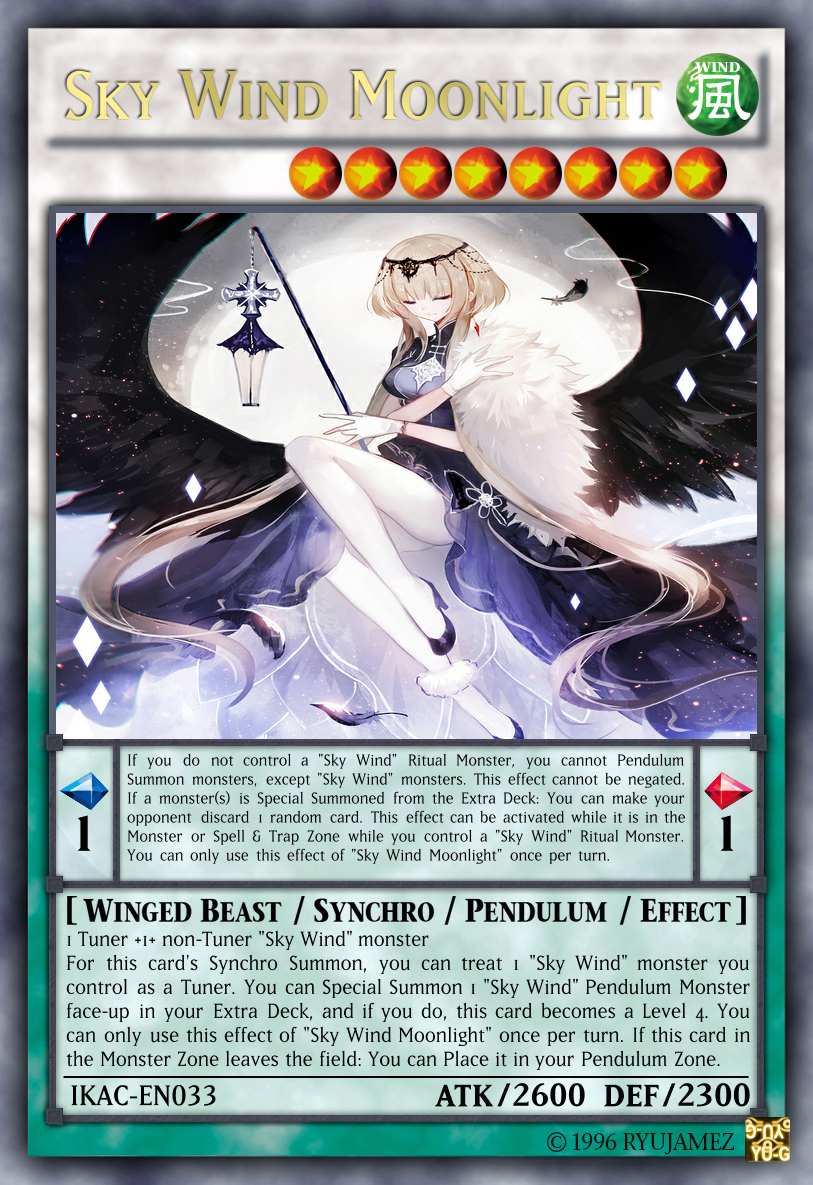 Sky Wind Moonlight
WIND
風
If you do not control a "Sky Wind" Ritual Monster, you cannot Pendulum
Summon monsters, except "Sky Wind" monsters. This effect cannot be negated.
If a monster(s) is Special Summoned from the Extra Deck: You can make your
opponent discard 1 random card. This effect can be activated while it is in the
Monster or Spell & Trap Zone while you control a "Sky Wind" Ritual Monster.
You can only use this effect of "Sky Wind Moonlight" once per turn.
1
1
[ Winged Beast / Synchro / Pendulum / Effect ]
1 Tuner +1+ non-Tuner "Sky Wind" monster
For this card's Synchro Summon, you can treat 1 "Sky Wind" monster you
control as a Tuner. You can Special Summon 1 "Sky Wind" Pendulum Monster
face-up in your Extra Deck, and if you do, this card becomes a Level 4. You
can only use this effect of "Sky Wind Moonlight" once per turn. If this card in
the Monster Zone leaves the field: You can Place it in your Pendulum Zone.
IKAC-EN033 ATK/2600 DEF/2300
© 1996 RYUJAMEZ